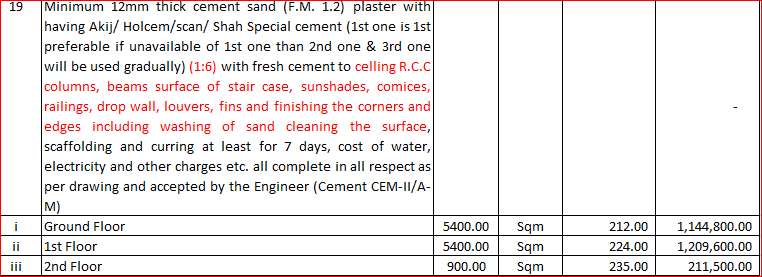 19 Minimum 12mm thick cement sand (F.M. 1.2) plaster with
having Akij/ Holcem/scan/ Shah Special cement (1st one is 1st
preferable if unavailable of 1st one than 2nd one & 3rd one
will be used gradually) (1:6) with fresh cement to celling R.C.C
columns, beams surface of stair case, sunshades, comices,
railings, drop wall, louvers, fins and finishing the corners and
edges including washing of sand cleaning the surface, -
scaffolding and curring at least for 7 days, cost of water,
electricity and other charges etc. all complete in all respect as
per drawing and accepted by the Engineer (Cement CEM-II/A-
M)
i Ground Floor 5400.00 Sqm 212.00 1,144,800.00
ii 1st Floor 5400.00 Sqm 224.00 1,209,600.00
iii 2nd Floor 900.00 Sqm 235.00 211,500.00